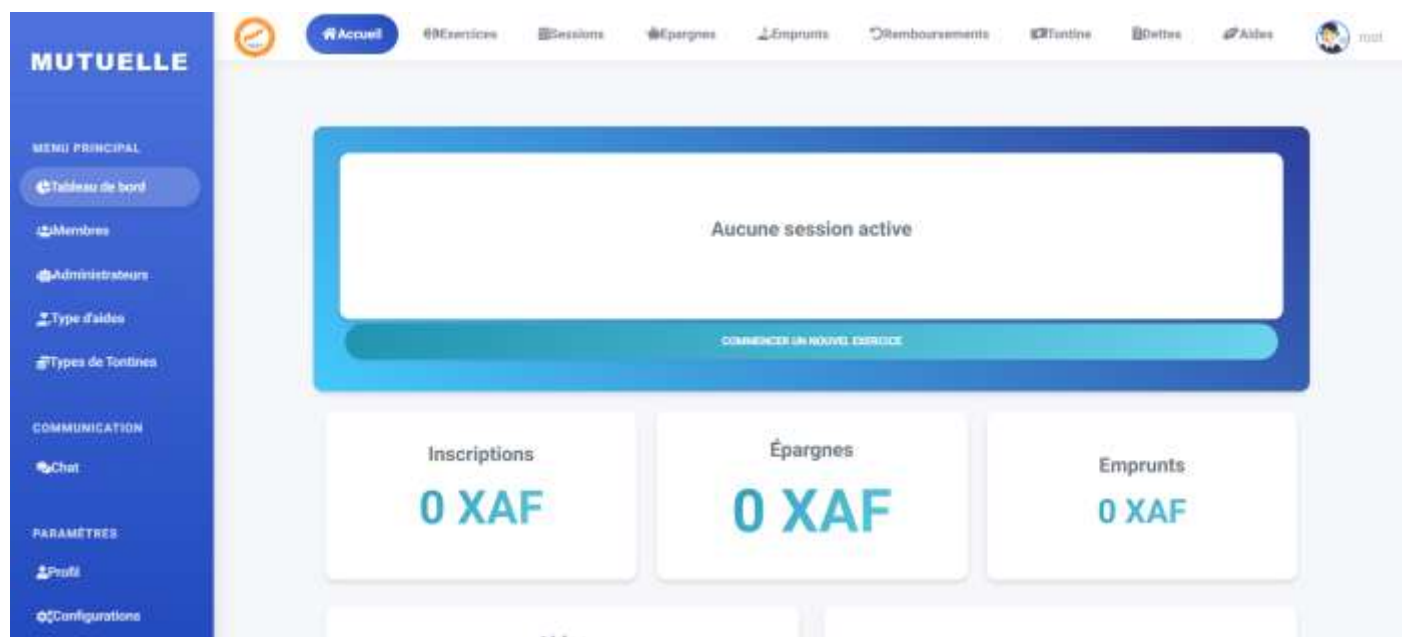 MUTUELLE
Accueil
Exercices
Sessions
Epargnes
Emprunts
Remboursements
Tontine
Dettes
Aides
root
MENU PRINCIPAL
Tableau de bord
Membres
Administrateurs
Type d'aides
Types de Tontines
COMMUNICATION
Chat
PARAMÈTRES
Profil
Configurations
Aucune session active
COMMENCER UN NOUVEL EXERCICE
Inscriptions
0 XAF
Épargnes
0 XAF
Emprunts
0 XAF